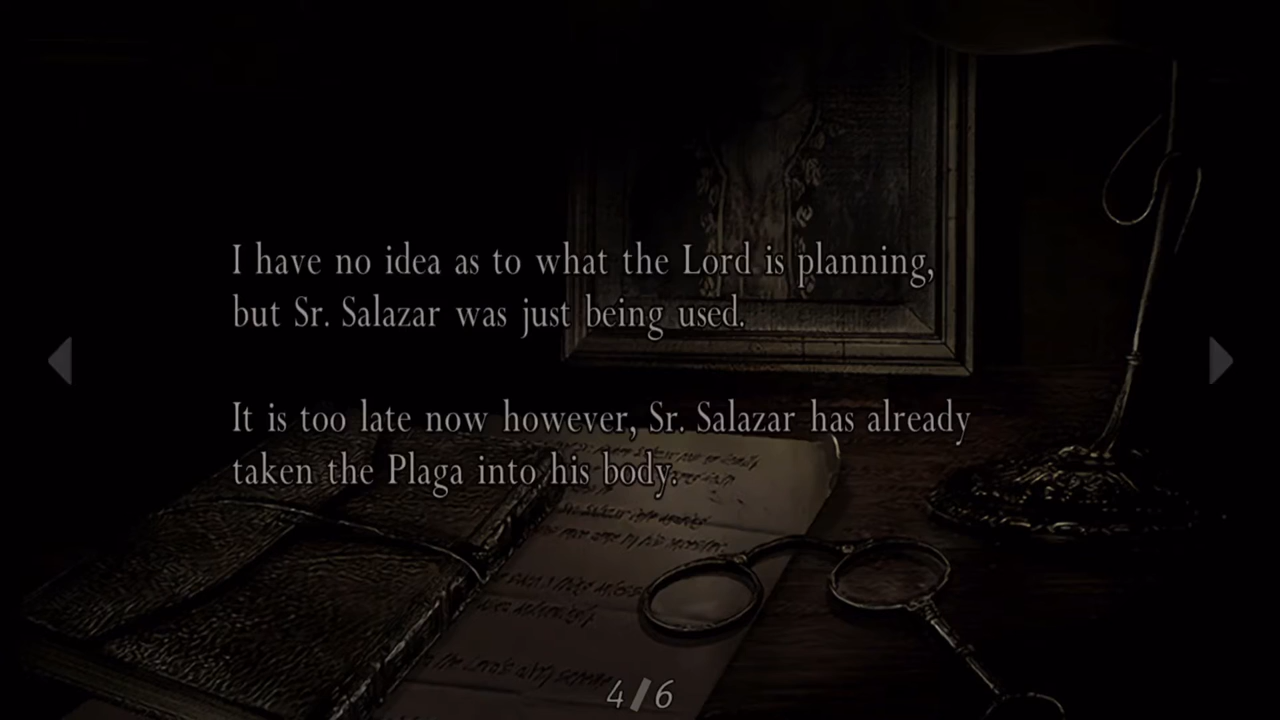 I have no idea as to what the Lord is planning,
but Sr. Salazar was just being used.
It is too late now however, Sr. Salazar has already
taken the Plaga into his body.
4/6